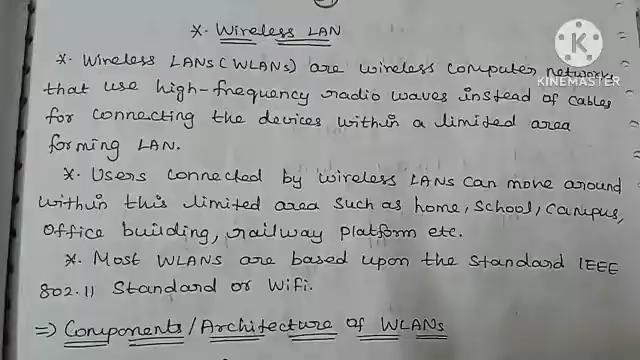 * Wireless LAN
* Wireless LANs (WLANs) are wireless computer networks
that use high-frequency radio waves instead of cables
for connecting the devices within a limited area
forming LAN.
* Users connected by wireless LANs can move around
within this limited area such as home, School, Campus,
Office building, railway platform etc.
* Most WLANs are based upon the Standard IEEE
802.11 Standard or WiFi.
=> Components/Architecture of WLANs
K
KINEMASTER